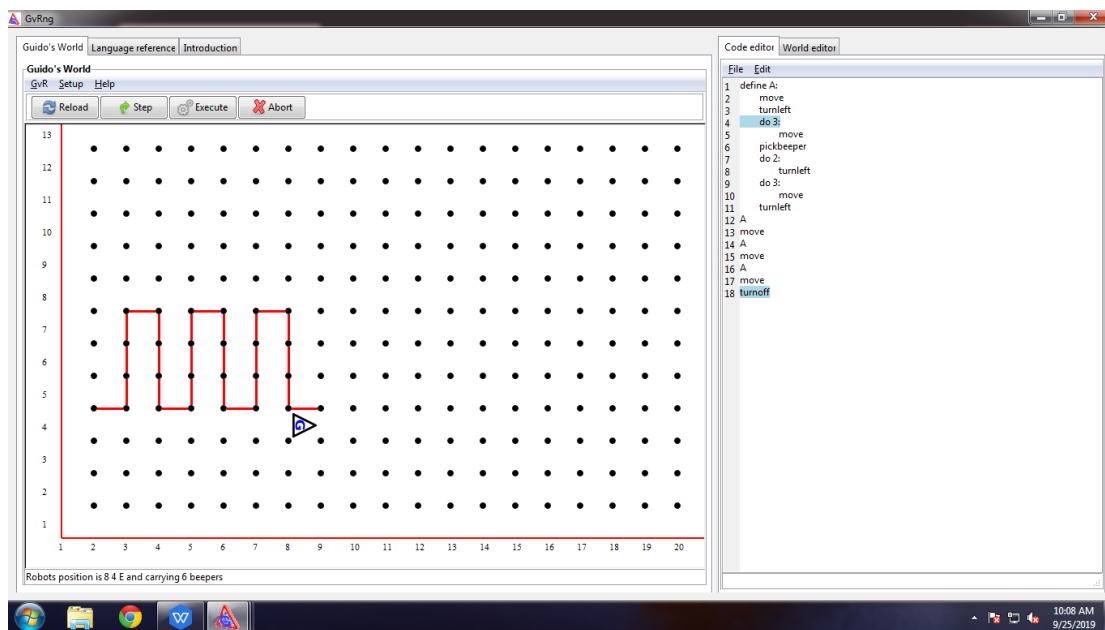 GvRng
Guido's World Language reference Introduction
Guido's World
GvR Setup Help
Reload Step Execute Abort
13
12
11
10
9
8
7
6
5
4
3
2
1
1 2 3 4 5 6 7 8 9 10 11 12 13 14 15 16 17 18 19 20
G
Robots position is 8 4 E and carrying 6 beepers
Code editor World editor
File Edit
1 define A:
2 move
3 turnleft
4 do 3:
5 move
6 pickbeeper
7 do 2:
8 turnleft
9 do 3:
10 move
11 turnleft
12 A
13 move
14 A
15 move
16 A
17 move
18 turnoff
W
10:08 AM
9/25/2019